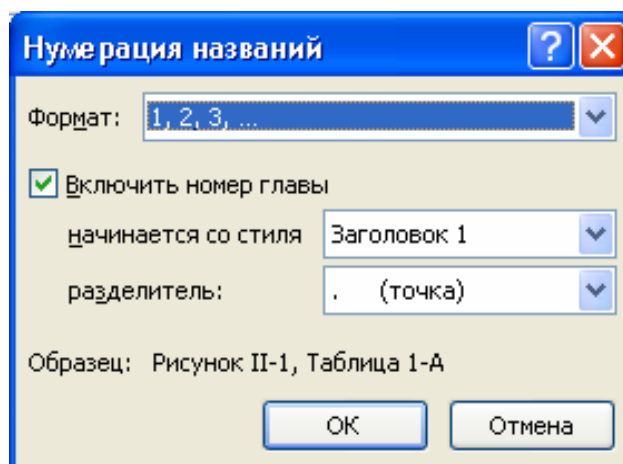 Нумерация названий
Формат: 1, 2, 3, ...
Включить номер главы
начинается со стиля Заголовок 1
разделитель: . (точка)
Образец: Рисунок II-1, Таблица 1-A
ОК Отмена